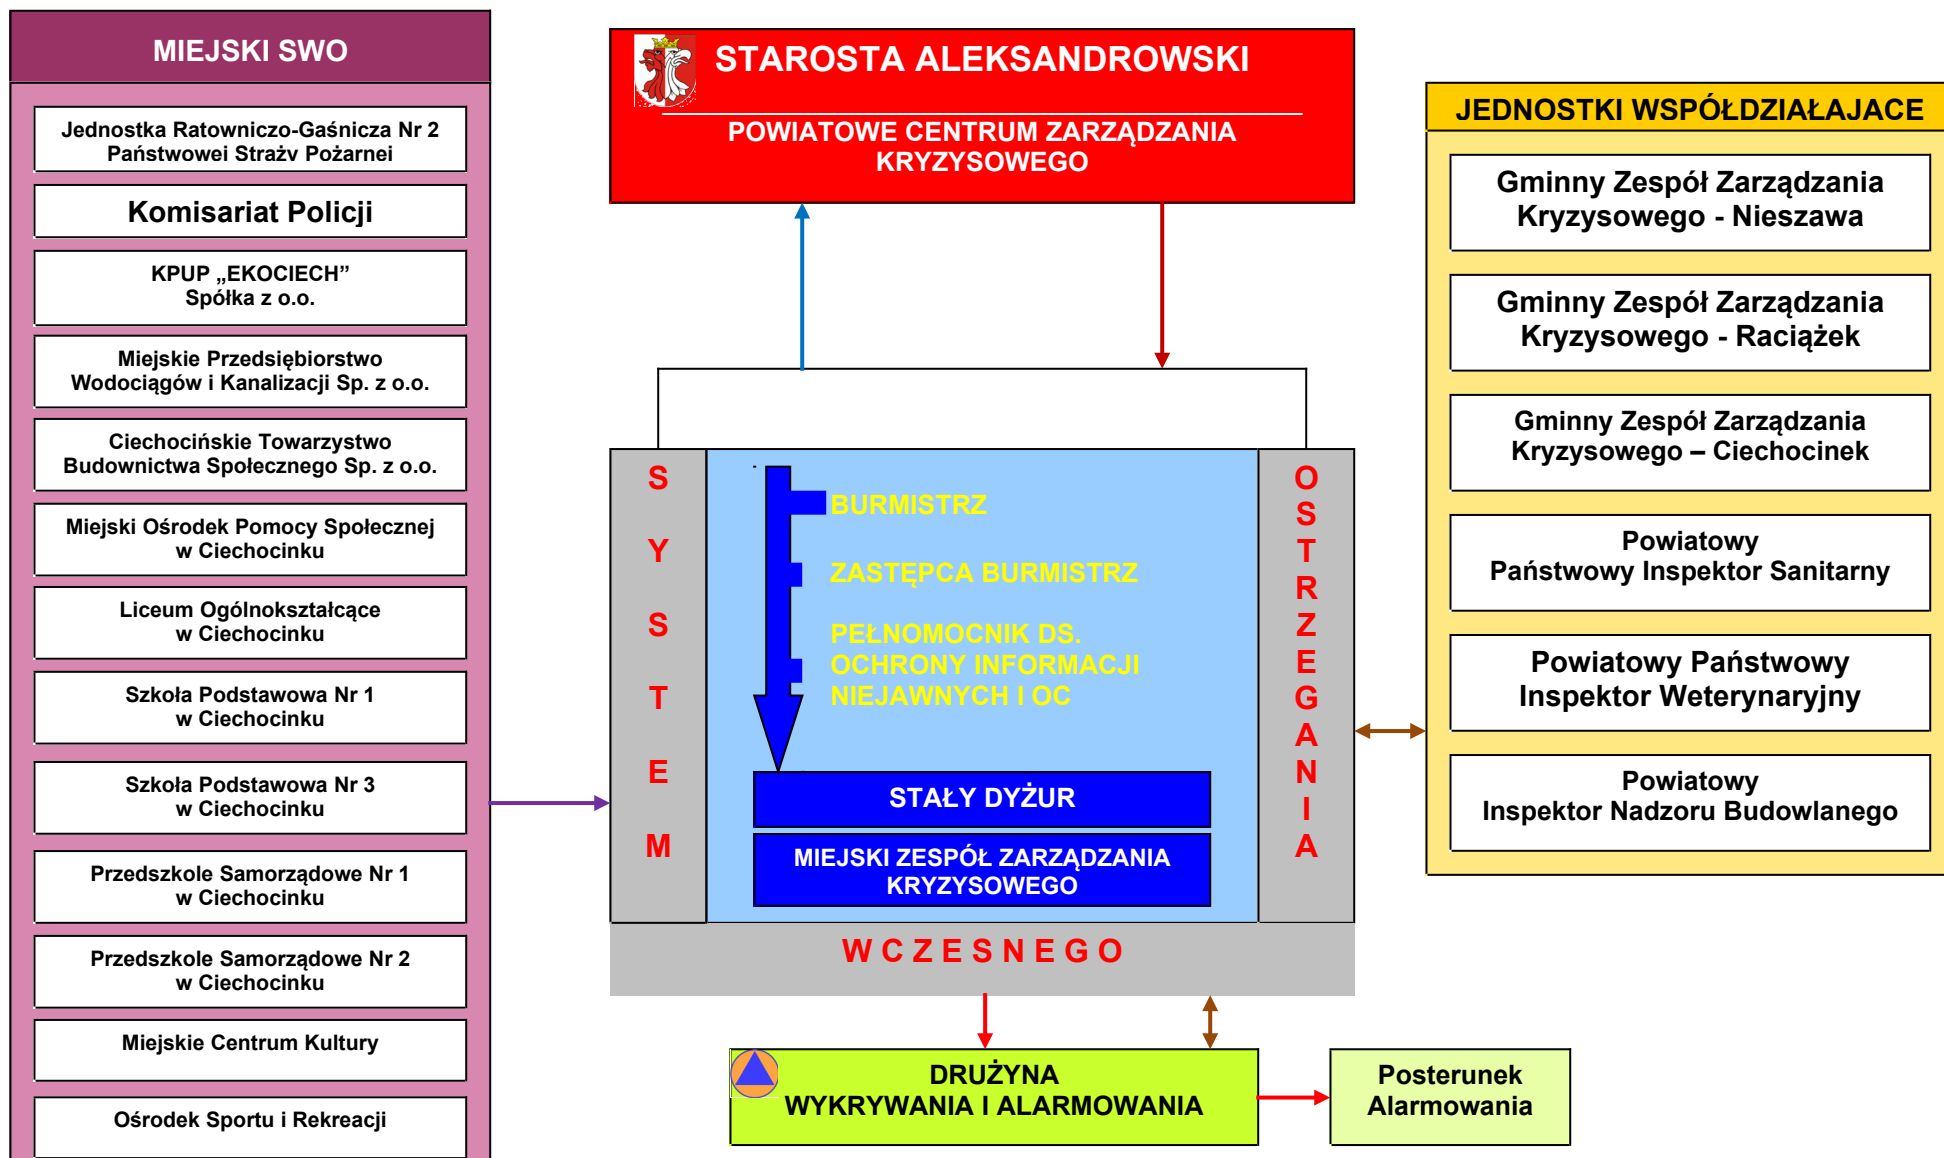 MIEJSKI SWO
Jednostka Ratowniczo-Gaśnicza Nr 2
Państwowej Straży Pożarnej
Komisariat Policji
KPUP „EKOCIECH”
Spółka z o.o.
Miejskie Przedsiębiorstwo
Wodociągów i Kanalizacji Sp. z o.o.
Ciechocińskie Towarzystwo
Budownictwa Społecznego Sp. z o.o.
Miejski Ośrodek Pomocy Społecznej
w Ciechocinku
Liceum Ogólnokształcące
w Ciechocinku
Szkoła Podstawowa Nr 1
w Ciechocinku
Szkoła Podstawowa Nr 3
w Ciechocinku
Przedszkole Samorządowe Nr 1
w Ciechocinku
Przedszkole Samorządowe Nr 2
w Ciechocinku
Miejskie Centrum Kultury
Ośrodek Sportu i Rekreacji
STAROSTA ALEKSANDROWSKI
POWIATOWE CENTRUM ZARZĄDZANIA
KRYZYSOWEGO
SYSTEM
BURMISTRZ
ZASTĘPCA BURMISTRZ
PEŁNOMOCNIK DS.
OCHRONY INFORMACJI
NIEJAWNYCH I OC
STAŁY DYŻUR
MIEJSKI ZESPÓŁ ZARZĄDZANIA
KRYZYSOWEGO
W C Z E S N E G O
OSTRZEGANIA
DRUŻYNA
WYKRYWANIA I ALARMOWANIA
Posterunek
Alarmowania
JEDNOSTKI WSPÓŁDZIAŁAJACE
Gminny Zespół Zarządzania
Kryzysowego - Nieszawa
Gminny Zespół Zarządzania
Kryzysowego - Raciążek
Gminny Zespół Zarządzania
Kryzysowego – Ciechocinek
Powiatowy
Państwowy Inspektor Sanitarny
Powiatowy Państwowy
Inspektor Weterynaryjny
Powiatowy
Inspektor Nadzoru Budowlanego